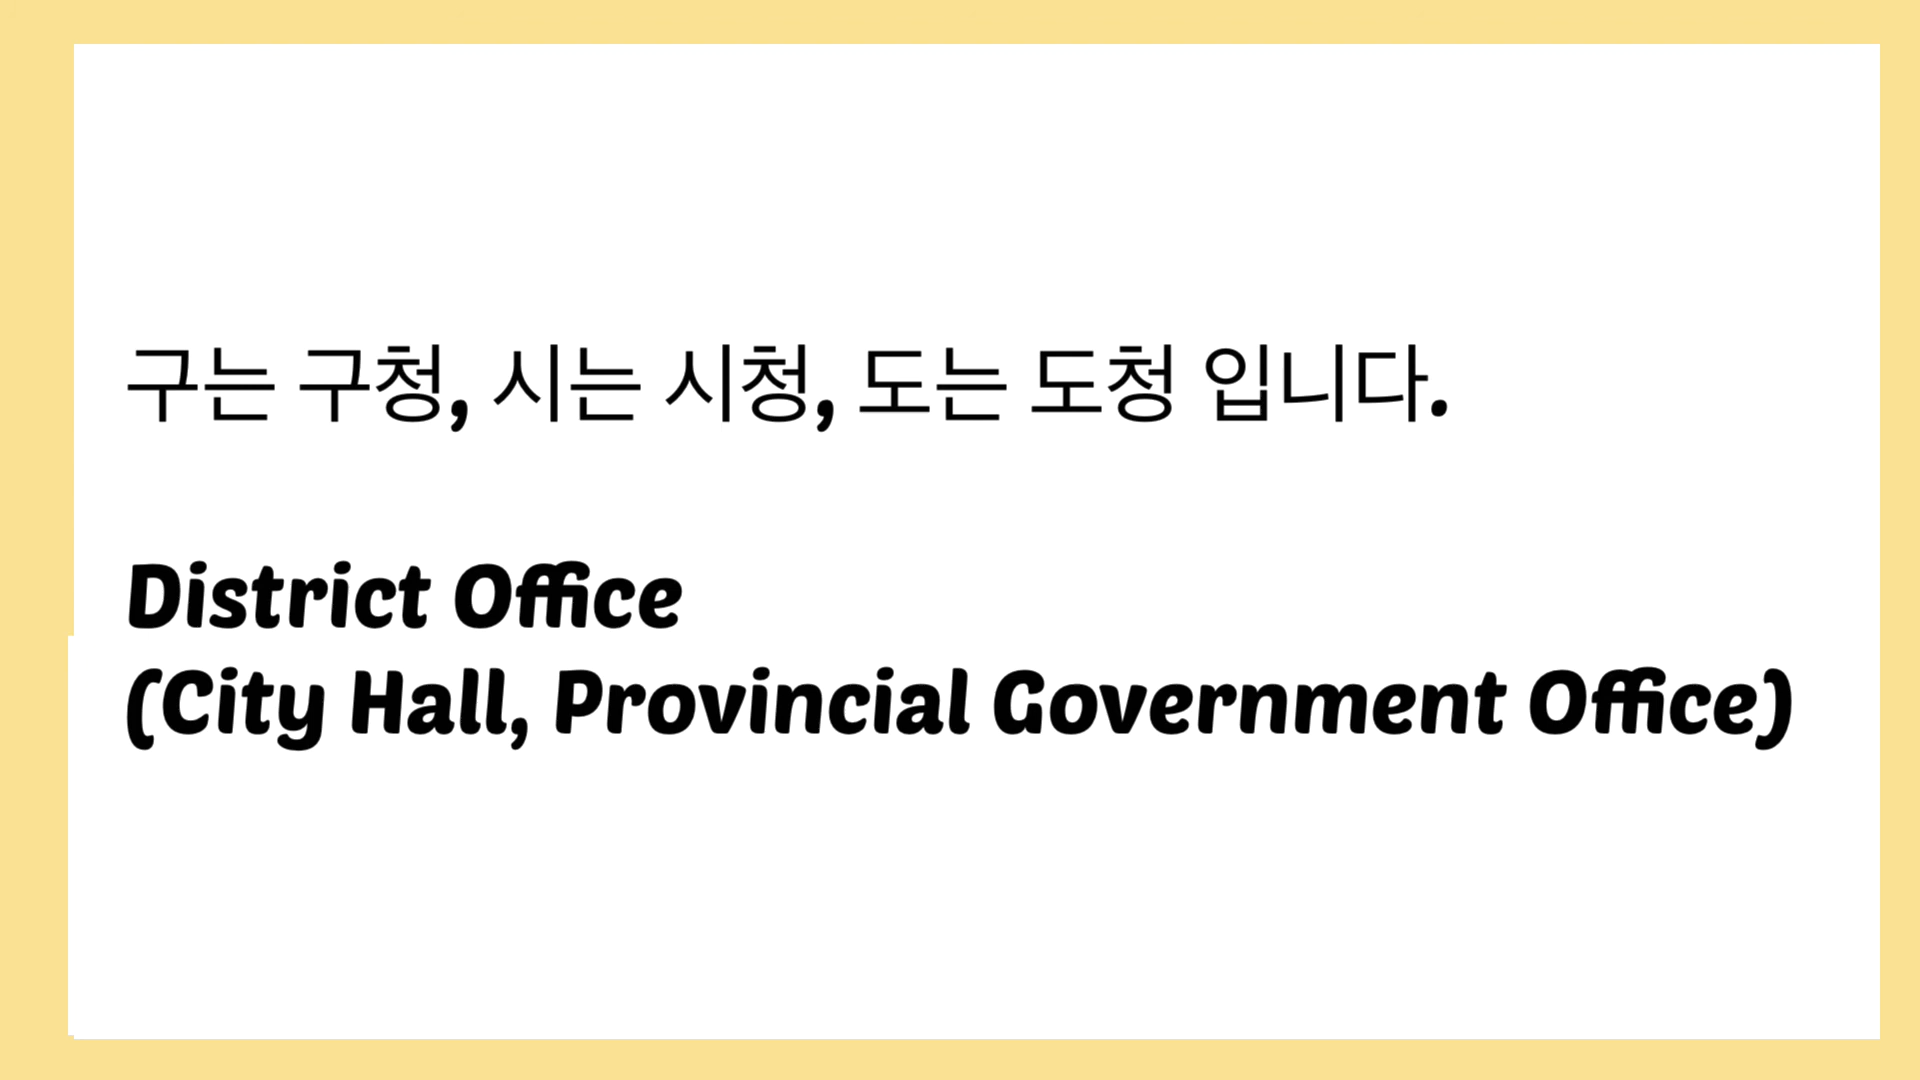 구는 구청, 시는 시청, 도는 도청 입니다.
District Office
(City Hall, Provincial Government Office)